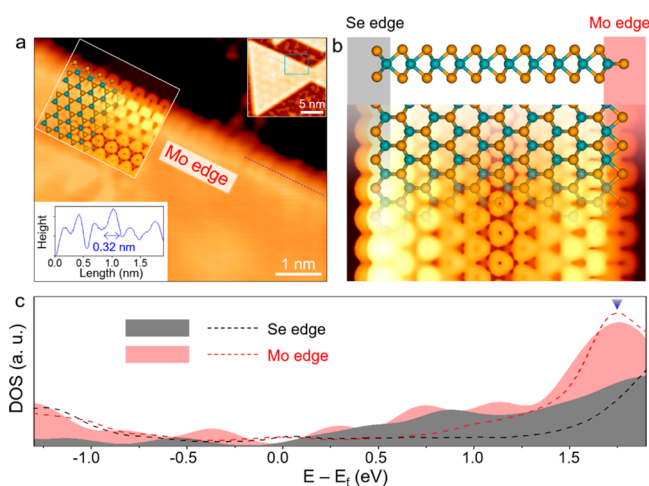 a
5 nm
Mo edge
Height
0.32 nm
0.0 0.5 1.0 1.5
Length (nm)
1 nm
Se edge
Mo edge
b
c
DOS (a. u.)
Se edge
Mo edge
-1.0 -0.5 0.0 0.5 1.0 1.5
E – Ef (eV)